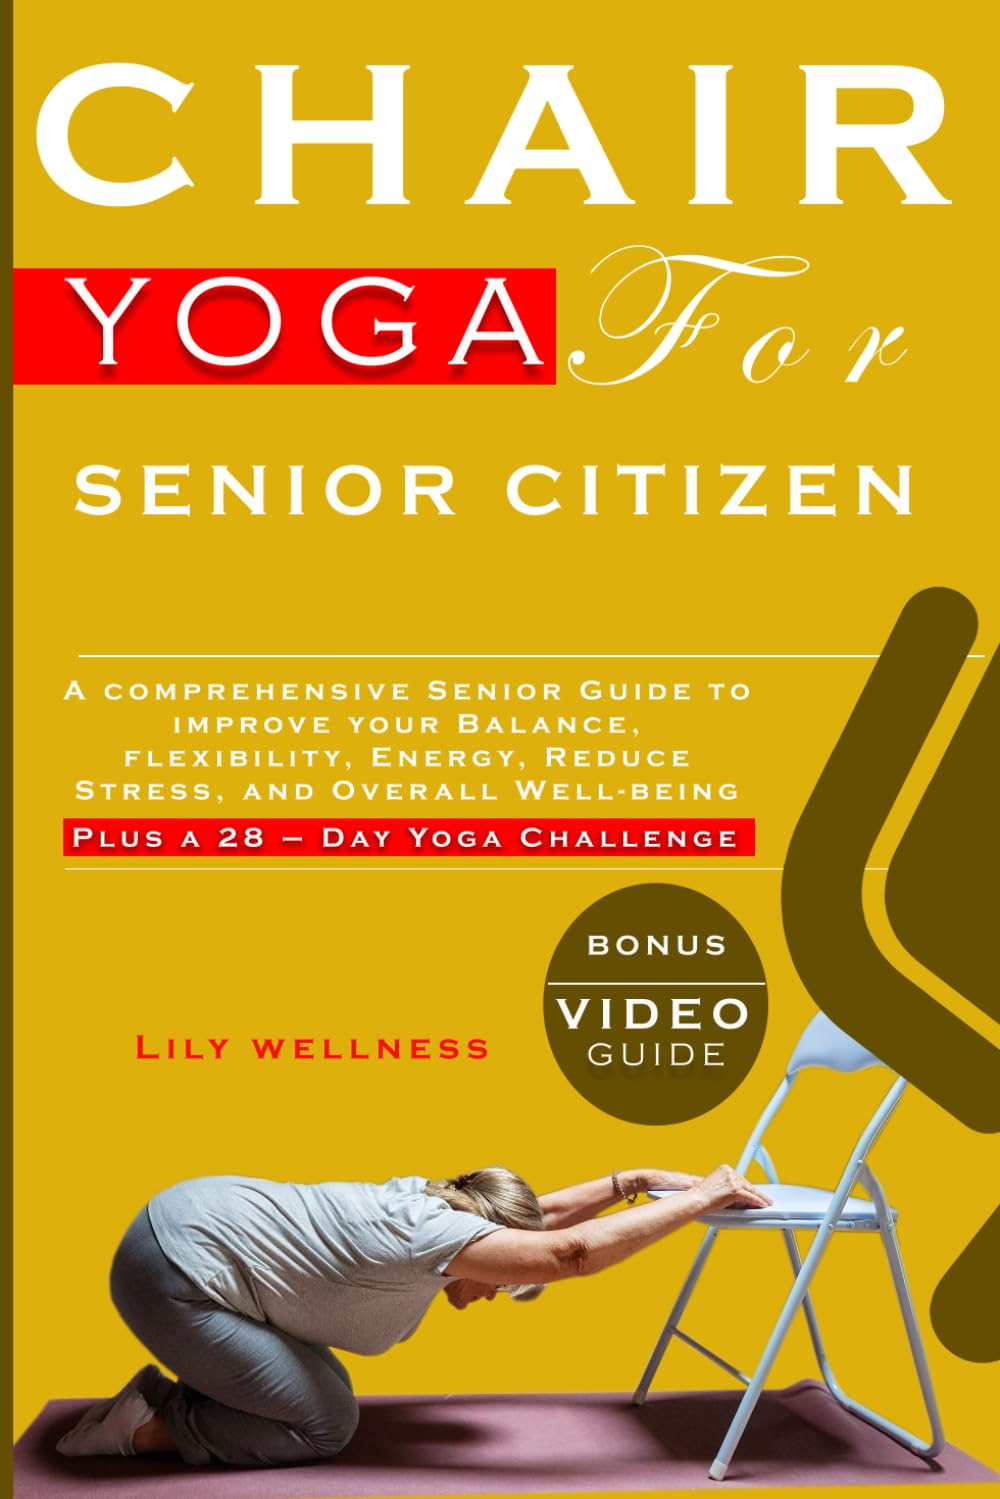 CHAIR
YOGA For
SENIOR CITIZEN
A COMPREHENSIVE SENIOR GUIDE TO
IMPROVE YOUR BALANCE,
FLEXIBILITY, ENERGY, REDUCE
STRESS, AND OVERALL WELL-BEING
PLUS A 28 – DAY YOGA CHALLENGE
BONUS
VIDEO
GUIDE
LILY WELLNESS